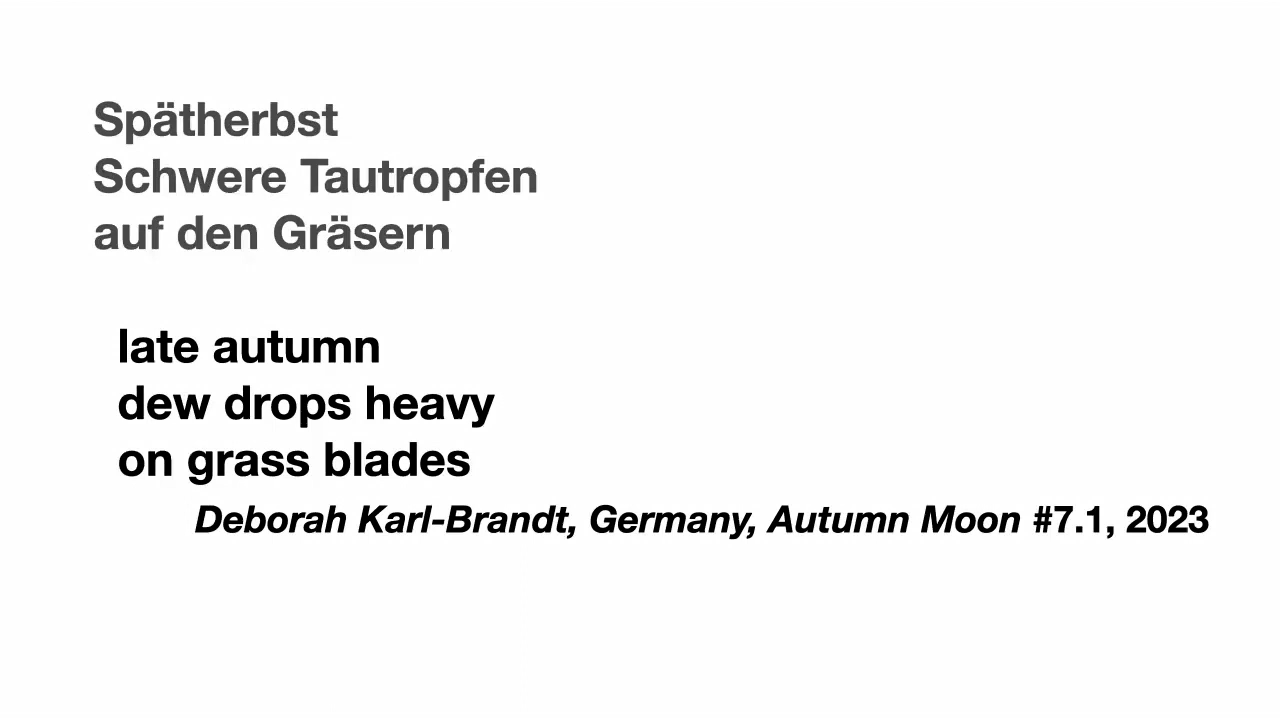 Spätherbst
Schwere Tautropfen
auf den Gräsern
late autumn
dew drops heavy
on grass blades
Deborah Karl-Brandt, Germany, Autumn Moon #7.1, 2023